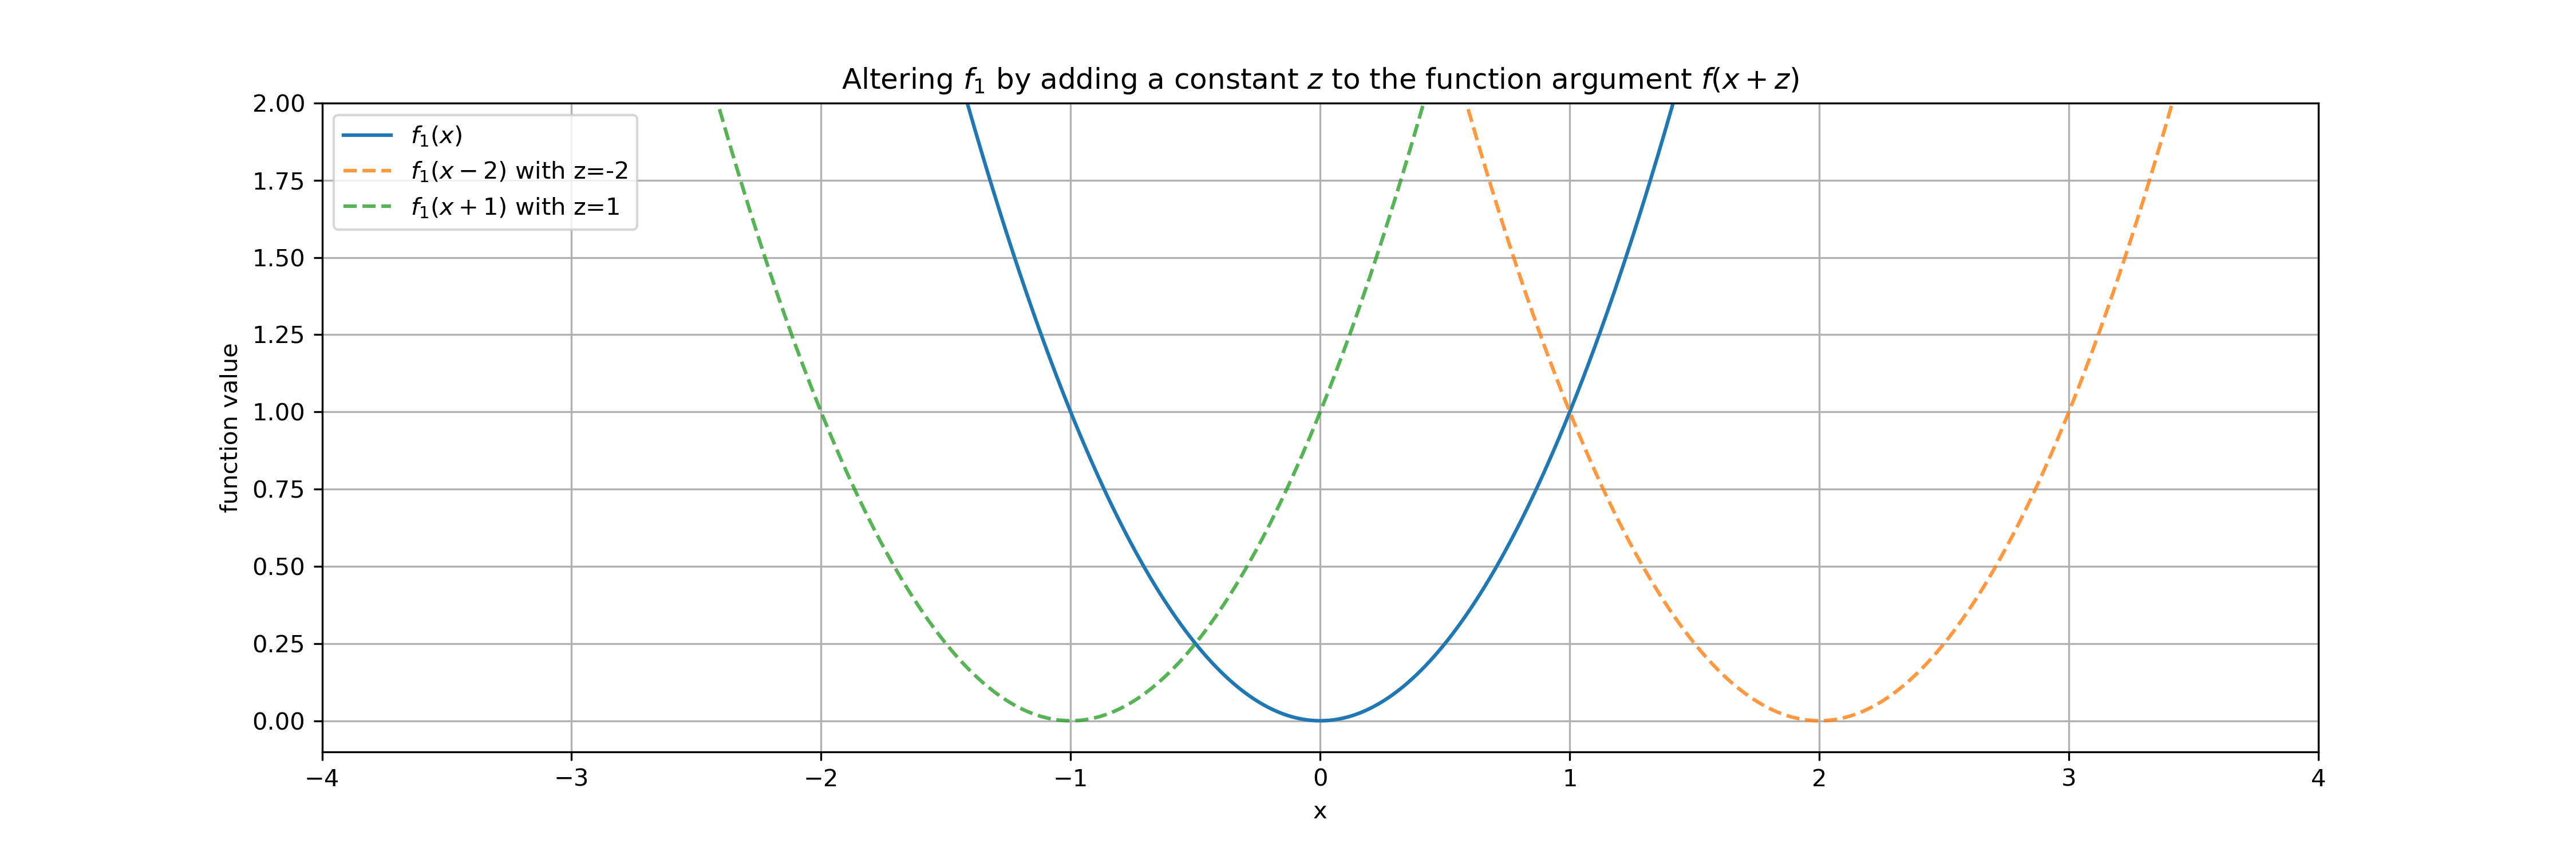 Altering f₁ by adding a constant z to the function argument f(x + z)
2.00
1.75
1.50
1.25
1.00
0.75
0.50
0.25
0.00
function value
f₁(x)
f₁(x − 2) with z=-2
f₁(x + 1) with z=1
−4 −3 −2 −1 0 1 2 3 4
x